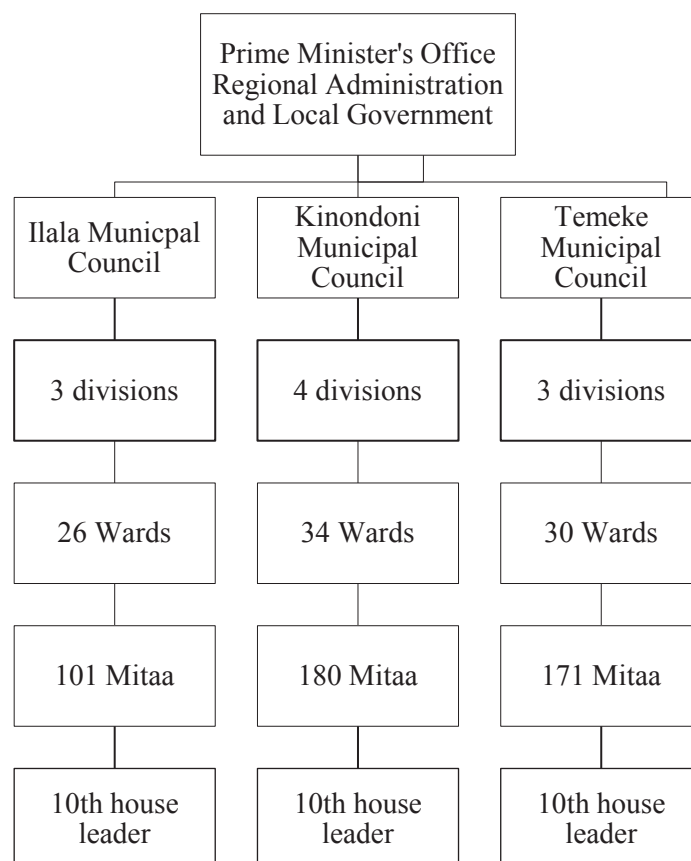 Prime Minister's Office
Regional Administration
and Local Government
Ilala Municpal
Council
Kinondoni
Municipal
Council
Temeke
Municipal
Council
3 divisions
4 divisions
3 divisions
26 Wards
34 Wards
30 Wards
101 Mitaa
180 Mitaa
171 Mitaa
10th house
leader
10th house
leader
10th house
leader